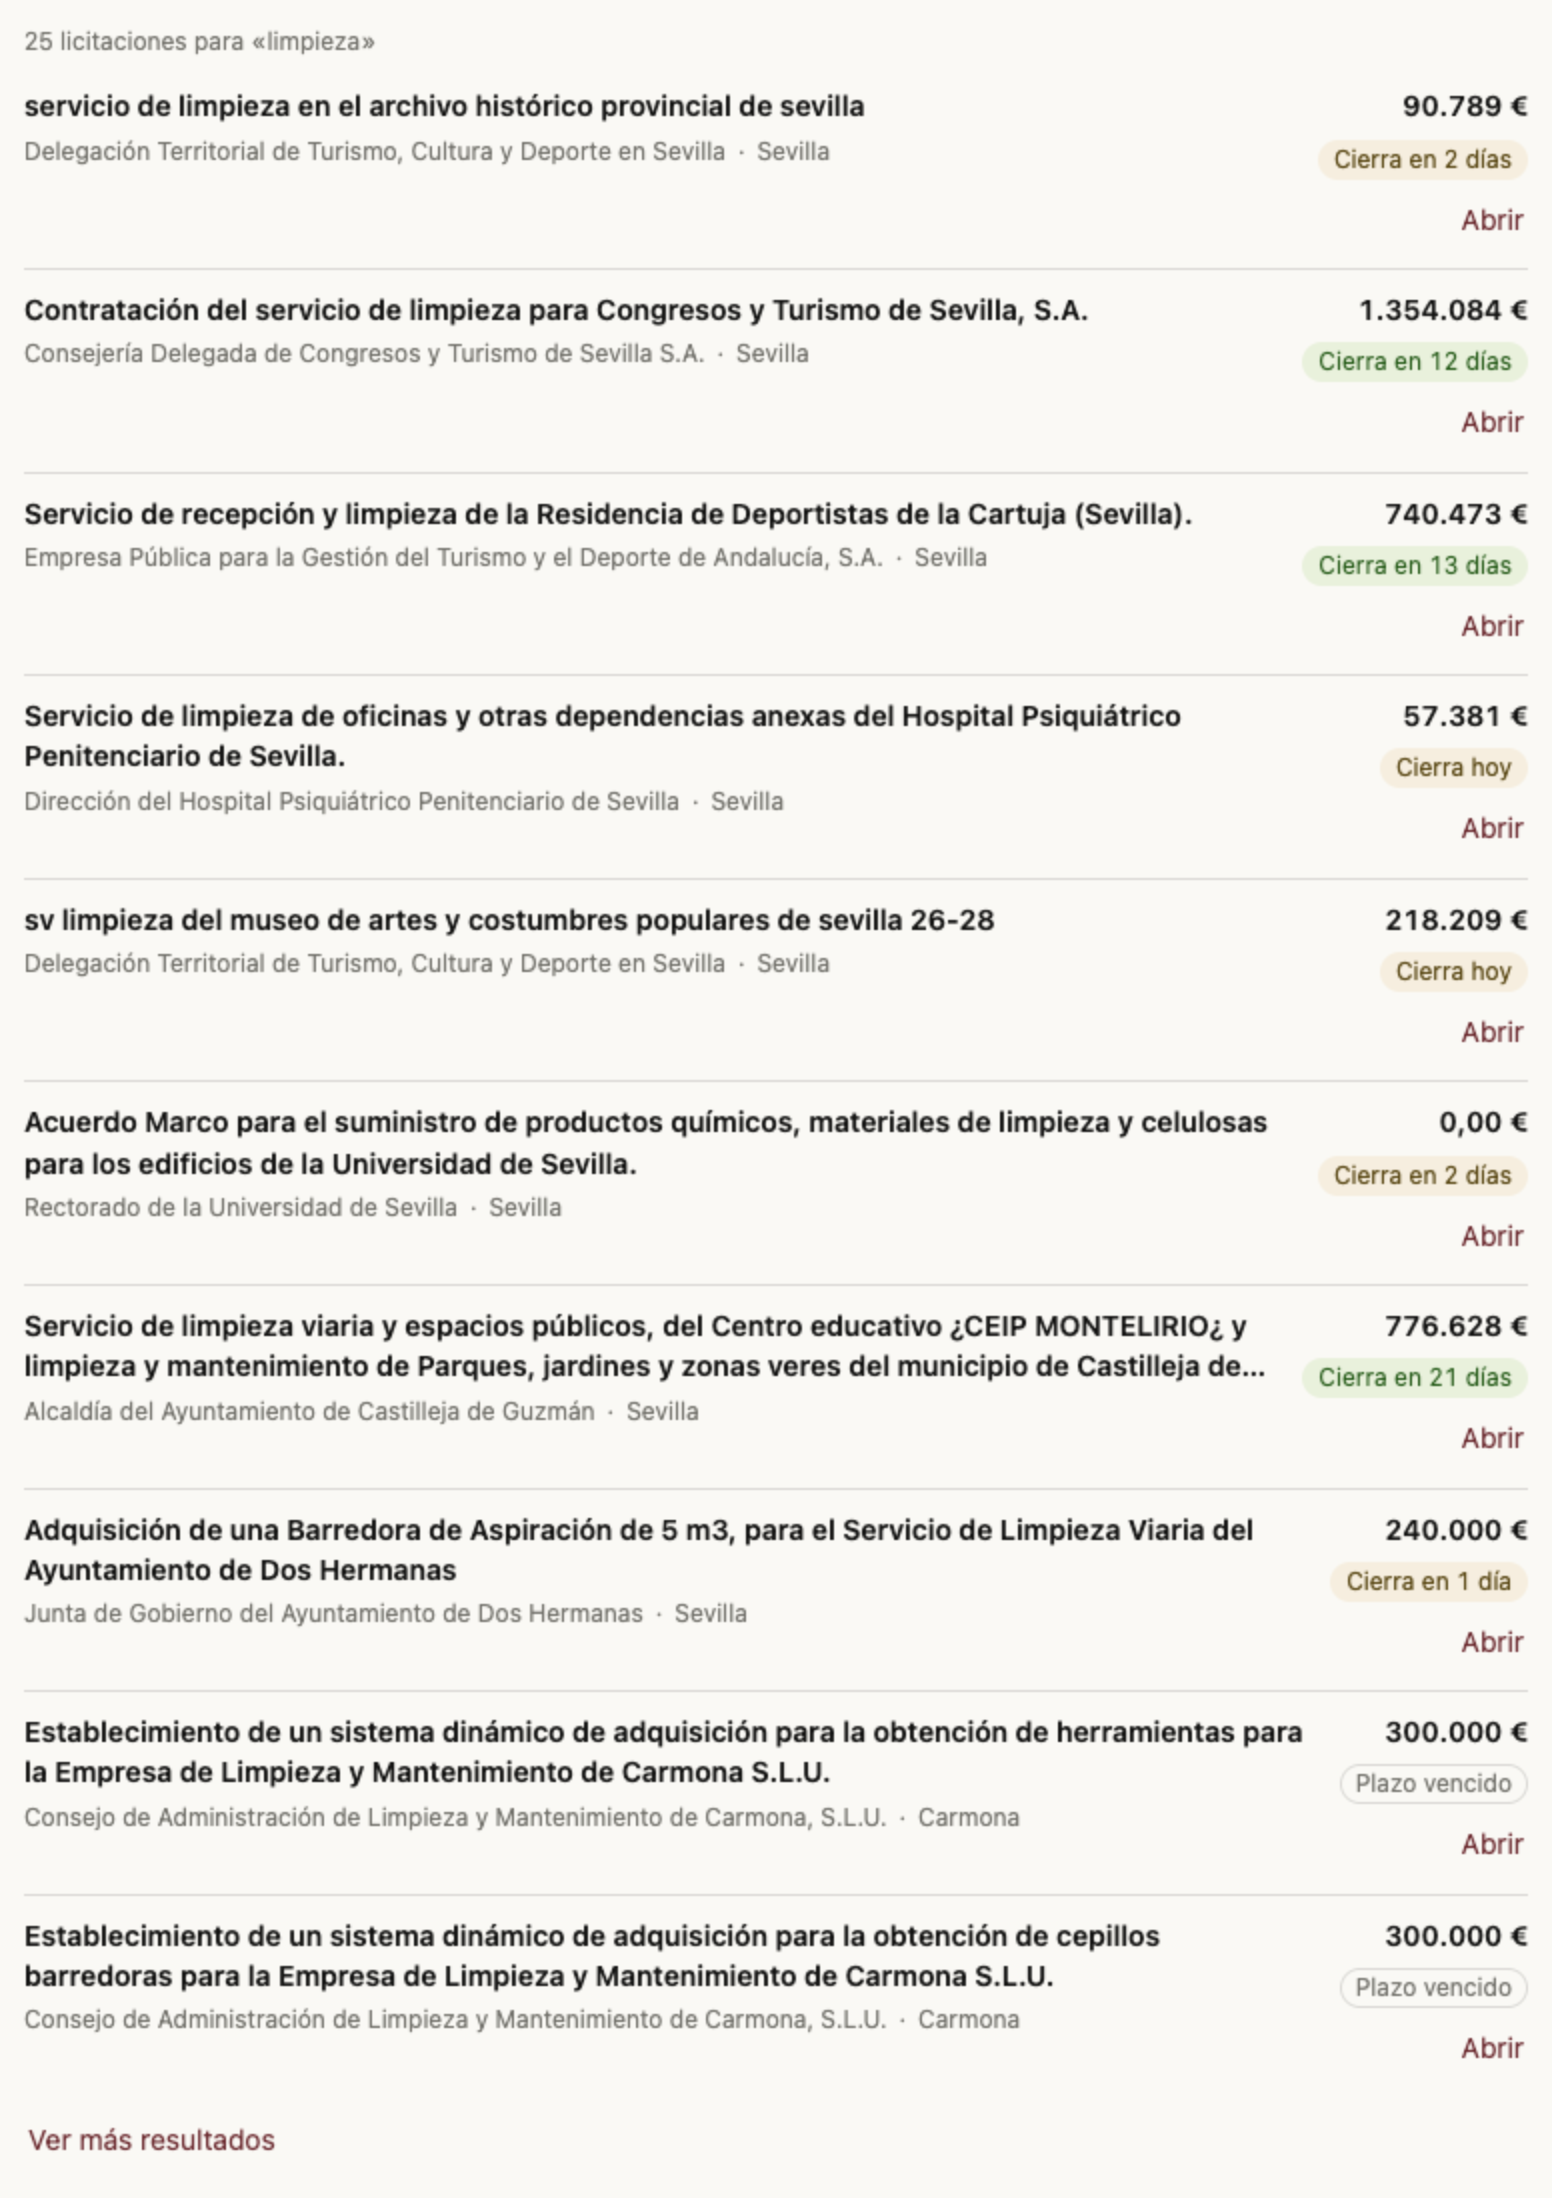 25 licitaciones para «limpieza»
servicio de limpieza en el archivo histórico provincial de sevilla
90.789 €
Delegación Territorial de Turismo, Cultura y Deporte en Sevilla · Sevilla
Cierra en 2 días
Abrir
Contratación del servicio de limpieza para Congresos y Turismo de Sevilla, S.A.
1.354.084 €
Consejería Delegada de Congresos y Turismo de Sevilla S.A. · Sevilla
Cierra en 12 días
Abrir
Servicio de recepción y limpieza de la Residencia de Deportistas de la Cartuja (Sevilla).
740.473 €
Empresa Pública para la Gestión del Turismo y el Deporte de Andalucía, S.A. · Sevilla
Cierra en 13 días
Abrir
Servicio de limpieza de oficinas y otras dependencias anexas del Hospital Psiquiátrico
Penitenciario de Sevilla.
57.381 €
Dirección del Hospital Psiquiátrico Penitenciario de Sevilla · Sevilla
Cierra hoy
Abrir
sv limpieza del museo de artes y costumbres populares de sevilla 26-28
218.209 €
Delegación Territorial de Turismo, Cultura y Deporte en Sevilla · Sevilla
Cierra hoy
Abrir
Acuerdo Marco para el suministro de productos químicos, materiales de limpieza y celulosas
para los edificios de la Universidad de Sevilla.
0,00 €
Rectorado de la Universidad de Sevilla · Sevilla
Cierra en 2 días
Abrir
Servicio de limpieza viaria y espacios públicos, del Centro educativo ¿CEIP MONTELIRIO¿ y
limpieza y mantenimiento de Parques, jardines y zonas veres del municipio de Castilleja de...
776.628 €
Alcaldía del Ayuntamiento de Castilleja de Guzmán · Sevilla
Cierra en 21 días
Abrir
Adquisición de una Barredora de Aspiración de 5 m3, para el Servicio de Limpieza Viaria del
Ayuntamiento de Dos Hermanas
240.000 €
Junta de Gobierno del Ayuntamiento de Dos Hermanas · Sevilla
Cierra en 1 día
Abrir
Establecimiento de un sistema dinámico de adquisición para la obtención de herramientas para
la Empresa de Limpieza y Mantenimiento de Carmona S.L.U.
300.000 €
Consejo de Administración de Limpieza y Mantenimiento de Carmona, S.L.U. · Carmona
Plazo vencido
Abrir
Establecimiento de un sistema dinámico de adquisición para la obtención de cepillos
barredoras para la Empresa de Limpieza y Mantenimiento de Carmona S.L.U.
300.000 €
Consejo de Administración de Limpieza y Mantenimiento de Carmona, S.L.U. · Carmona
Plazo vencido
Abrir
Ver más resultados